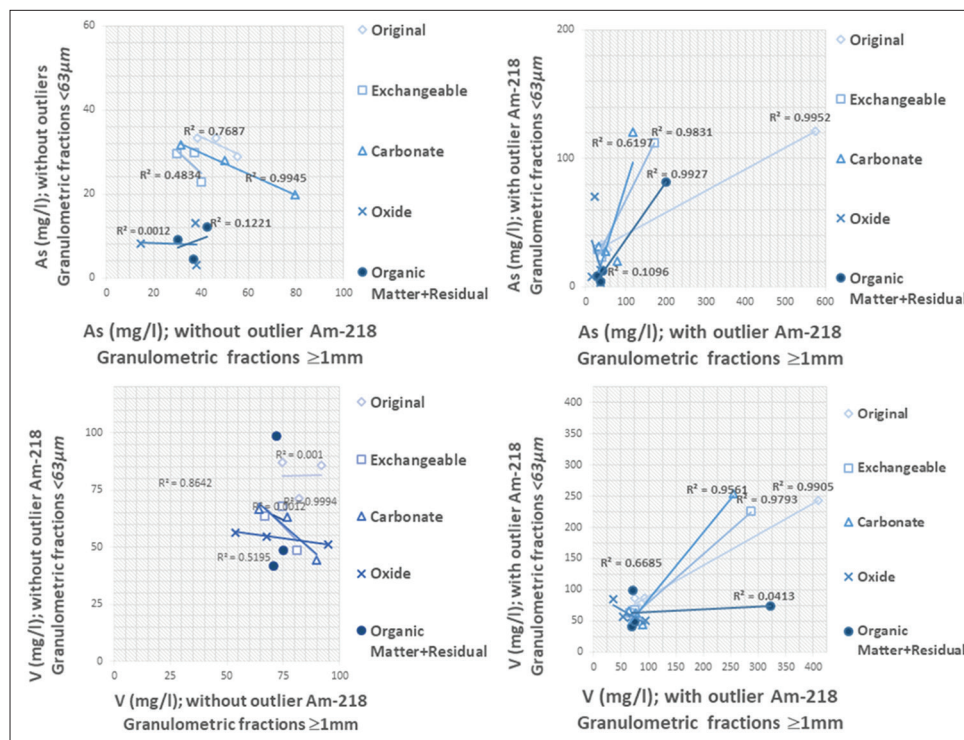 As (mg/l); without outliers
Granulometric fractions <63µm
60
40
20
0
R² = 0.7687
R² = 0.4834
R² = 0.9945
R² = 0.0012
R² = 0.1221
0 20 40 60 80 100
As (mg/l); without outlier Am-218
Granulometric fractions ≥1mm
Original
Exchangeable
Carbonate
Oxide
Organic
Matter+Residual
As (mg/l); with outlier Am-218
Granulometric fractions <63µm
200
100
0
R² = 0.9952
R² = 0.9831
R² = 0.6197
R² = 0.9927
R² = 0.1096
0 100 200 300 400 500 600
As (mg/l); with outlier Am-218
Granulometric fractions ≥1mm
Original
Exchangeable
Carbonate
Oxide
Organic
Matter+Residual
V (mg/l); without outlier Am-218
Granulometric fractions <63µm
100
75
50
25
0
R² = 0.001
R² = 0.8642
R² = 0.9994
R² = 0.0012
R² = 0.5195
0 25 50 75 100
V (mg/l); without outlier Am-218
Granulometric fractions ≥1mm
Original
Exchangeable
Carbonate
Oxide
Organic
Matter+Residual
V (mg/l); with outlier Am-218
Granulometric fractions <63µm
400
350
300
250
200
150
100
50
0
R² = 0.9561
R² = 0.9905
R² = 0.9793
R² = 0.6685
R² = 0.0413
0 50 100 150 200 250 300 350 400
V (mg/l); with outlier Am-218
Granulometric fractions ≥1mm
Original
Exchangeable
Carbonate
Oxide
Organic
Matter+Residual